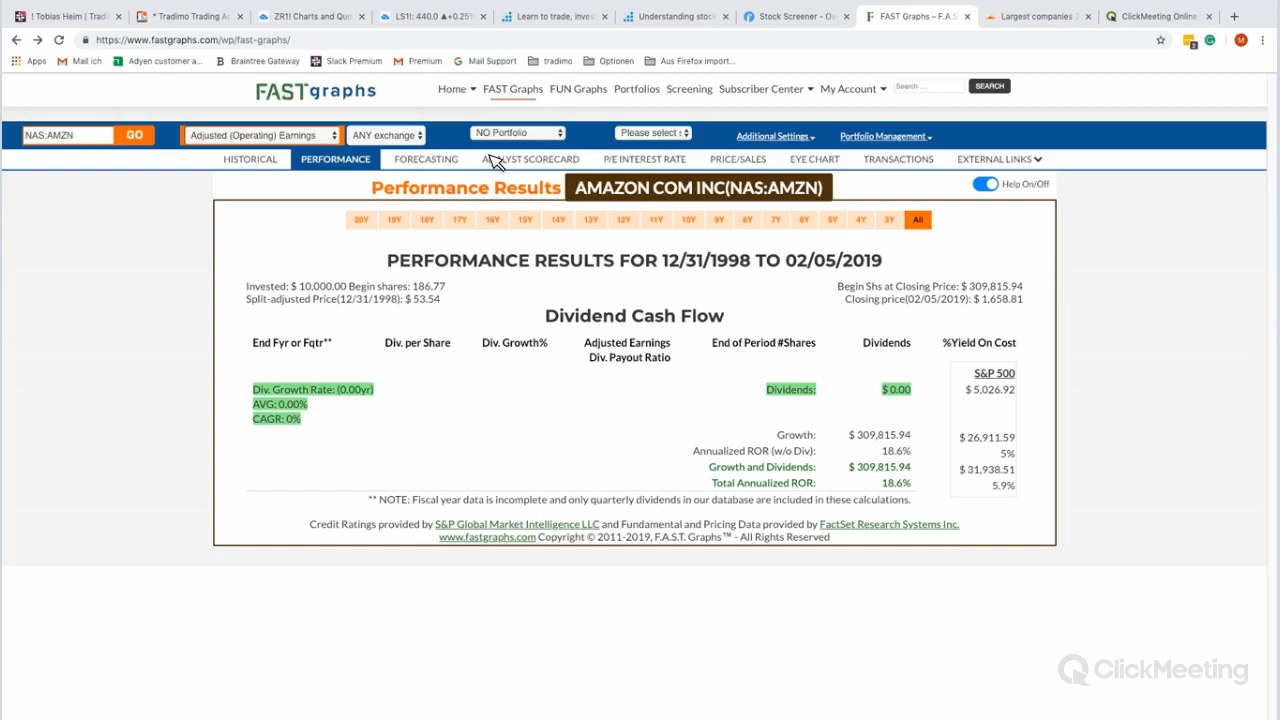 ! Tobias Heim | Tradi
* Tradimo Trading Ar
ZR1! Charts and Quo
LS1!: 440.0 ▲+0.25%
Learn to trade, inves
Understanding stock
Stock Screener - Ov
FAST Graphs – F.A.S.
Largest companies 2
ClickMeeting Online
https://www.fastgraphs.com/wp/fast-graphs/
Apps
Mail ich
Adyen customer a...
Braintree Gateway
Slack Premium
Premium
Mail Support
tradimo
Optionen
Aus Firefox import...
FASTgraphs
Home
FAST Graphs
FUN Graphs
Portfolios
Screening
Subscriber Center
My Account
Search ...
SEARCH
NAS:AMZN
GO
Adjusted (Operating) Earnings
ANY exchange
NO Portfolio
Please select s
Additional Settings
Portfolio Management
HISTORICAL
PERFORMANCE
FORECASTING
ANALYST SCORECARD
P/E INTEREST RATE
PRICE/SALES
EYE CHART
TRANSACTIONS
EXTERNAL LINKS
Performance Results AMAZON COM INC(NAS:AMZN)
Help On/Off
20Y 19Y 18Y 17Y 16Y 15Y 14Y 13Y 12Y 11Y 10Y 9Y 8Y 7Y 6Y 5Y 4Y 3Y All
PERFORMANCE RESULTS FOR 12/31/1998 TO 02/05/2019
Invested: $ 10,000.00 Begin shares: 186.77
Begin Shs at Closing Price: $ 309,815.94
Split-adjusted Price(12/31/1998): $ 53.54
Closing price(02/05/2019): $ 1,658.81
Dividend Cash Flow
End Fyr or Fqtr**
Div. per Share
Div. Growth%
Adjusted Earnings
Div. Payout Ratio
End of Period #Shares
Dividends
%Yield On Cost
S&P 500
Div. Growth Rate: (0.00yr)
Dividends: $ 0.00
$ 5,026.92
AVG: 0.00%
CAGR: 0%
Growth: $ 309,815.94 $ 26,911.59
Annualized ROR (w/o Div): 18.6% 5%
Growth and Dividends: $ 309,815.94 $ 31,938.51
Total Annualized ROR: 18.6% 5.9%
** NOTE: Fiscal year data is incomplete and only quarterly dividends in our database are included in these calculations.
Credit Ratings provided by S&P Global Market Intelligence LLC and Fundamental and Pricing Data provided by FactSet Research Systems Inc.
www.fastgraphs.com Copyright © 2011-2019, F.A.S.T. Graphs™ - All Rights Reserved
ClickMeeting